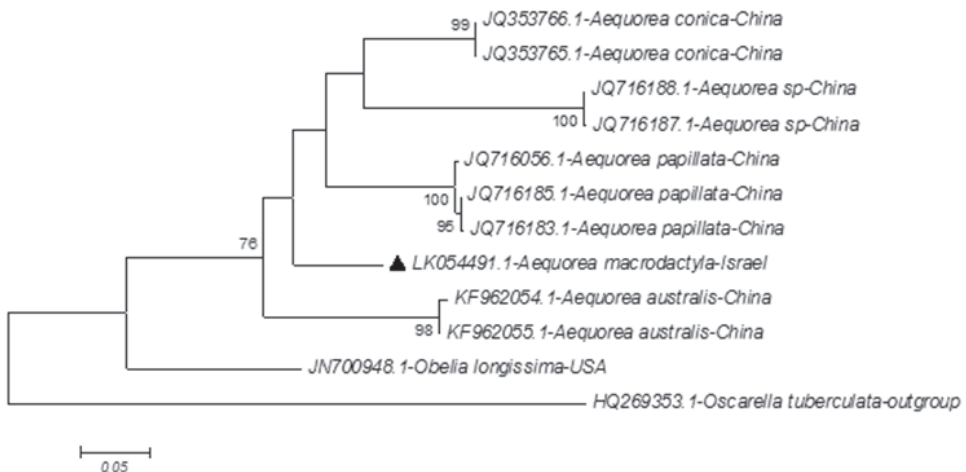 99
JQ353766.1-Aequorea conica-China
JQ353765.1-Aequorea conica-China
JQ716188.1-Aequorea sp-China
100
JQ716187.1-Aequorea sp-China
JQ716056.1-Aequorea papillata-China
100
JQ716185.1-Aequorea papillata-China
95
JQ716183.1-Aequorea papillata-China
76
LK054491.1-Aequorea macrodactyla-Israel
KF962054.1-Aequorea australis-China
98
KF962055.1-Aequorea australis-China
JN700948.1-Obelia longissima-USA
HQ269353.1-Oscarella tuberculata-outgroup
0.05